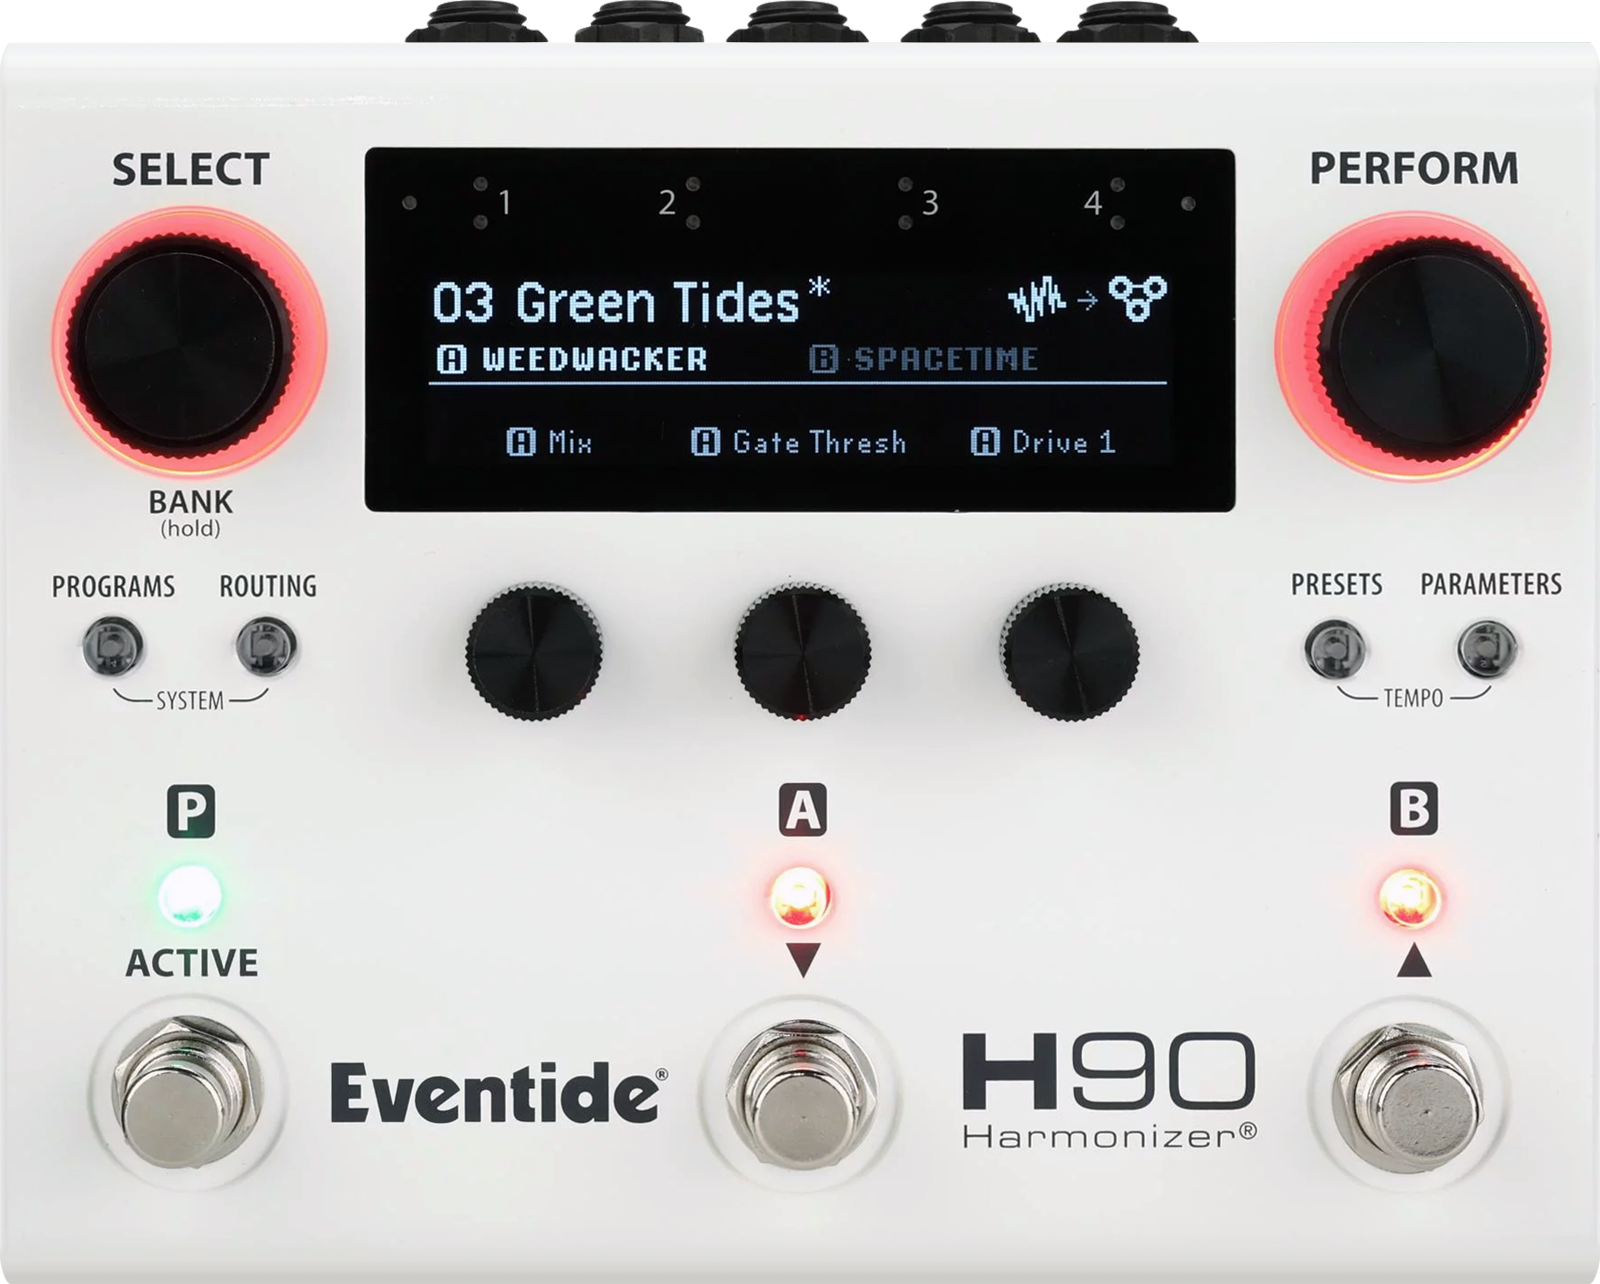 SELECT
PERFORM
1 2 3 4
03 Green Tides*
A WEEDWACKER B SPACETIME
A Mix A Gate Thresh A Drive 1
BANK
(hold)
PROGRAMS ROUTING
SYSTEM
PRESETS PARAMETERS
TEMPO
P
A
B
ACTIVE
Eventide®
H90
Harmonizer®